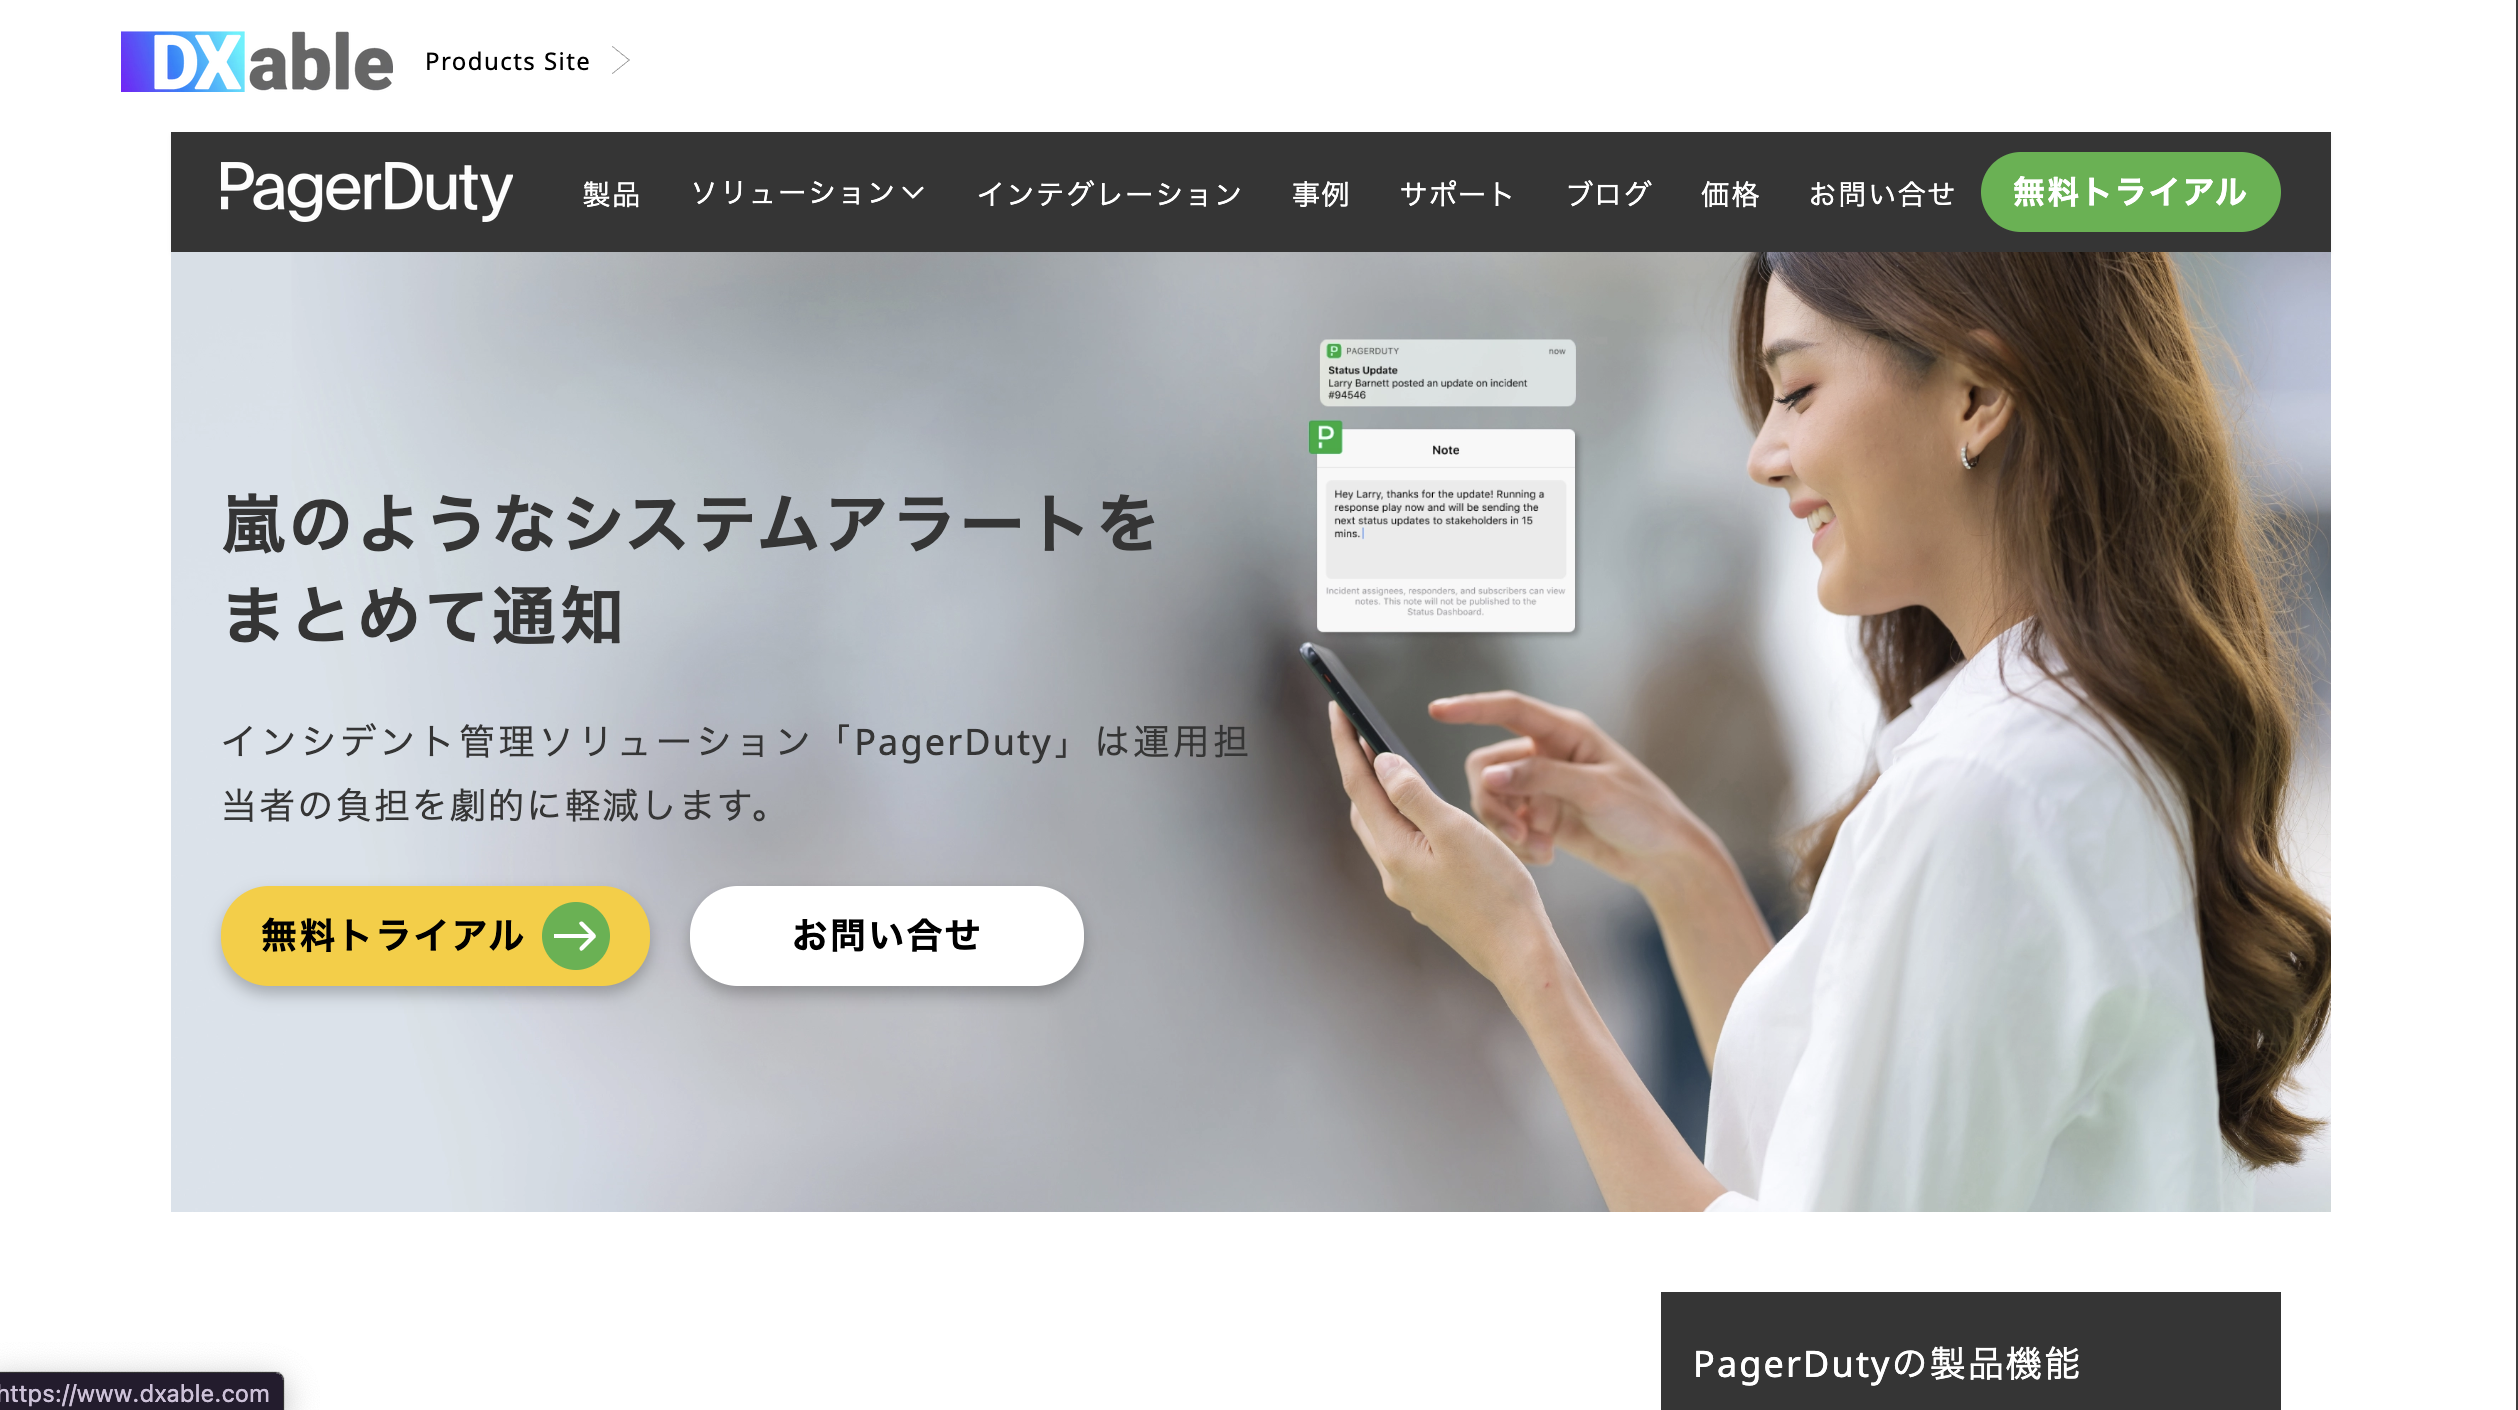 DXable
Products Site
PagerDuty
製品
ソリューション
インテグレーション
事例
サポート
ブログ
価格
お問い合せ
無料トライアル
PAGERDUTY
now
Status Update
Larry Barnett posted an update on incident
#94546
Note
Hey Larry, thanks for the update! Running a
response play now and will be sending the
next status updates to stakeholders in 15
mins.
Incident assignees, responders, and subscribers can view
notes. This note will not be published to the
Status Dashboard.
嵐のようなシステムアラートを
まとめて通知
インシデント管理ソリューション「PagerDuty」は運用担
当者の負担を劇的に軽減します。
無料トライアル
お問い合せ
PagerDutyの製品機能
https://www.dxable.com